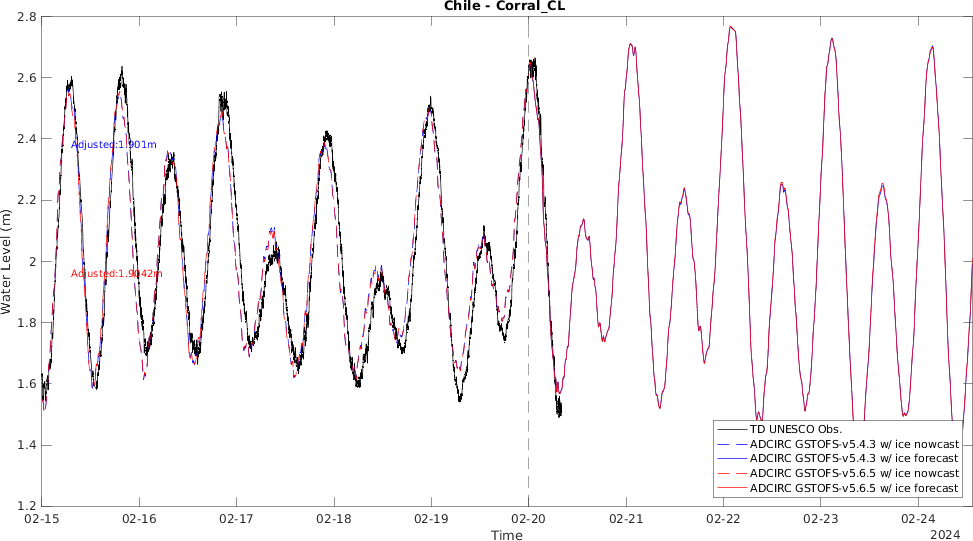 Chile - Corral_CL
2.8
2.6
2.4
2.2
2
1.8
1.6
1.4
1.2
Water Level (m)
Adjusted:1.901m
Adjusted:1.9042m
TD UNESCO Obs.
ADCIRC GSTOFS-v5.4.3 w/ ice nowcast
ADCIRC GSTOFS-v5.4.3 w/ ice forecast
ADCIRC GSTOFS-v5.6.5 w/ ice nowcast
ADCIRC GSTOFS-v5.6.5 w/ ice forecast
02-15 02-16 02-17 02-18 02-19 02-20 02-21 02-22 02-23 02-24
Time
2024